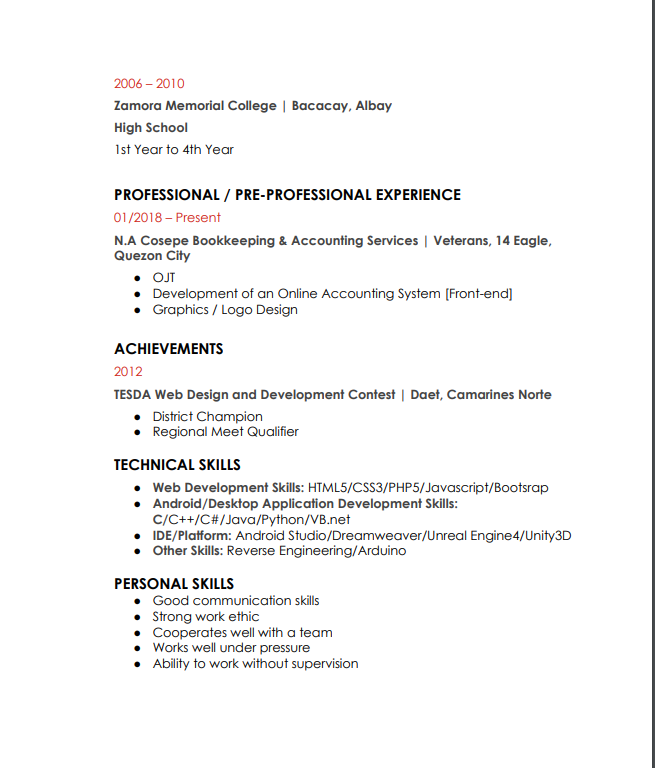 2006 – 2010
Zamora Memorial College | Bacacay, Albay
High School
1st Year to 4th Year
PROFESSIONAL / PRE-PROFESSIONAL EXPERIENCE
01/2018 – Present
N.A Cosepe Bookkeeping & Accounting Services | Veterans, 14 Eagle,
Quezon City
● OJT
● Development of an Online Accounting System [Front-end]
● Graphics / Logo Design
ACHIEVEMENTS
2012
TESDA Web Design and Development Contest | Daet, Camarines Norte
● District Champion
● Regional Meet Qualifier
TECHNICAL SKILLS
● Web Development Skills: HTML5/CSS3/PHP5/Javascript/Bootsrap
● Android/Desktop Application Development Skills:
C/C++/C#/Java/Python/VB.net
● IDE/Platform: Android Studio/Dreamweaver/Unreal Engine4/Unity3D
● Other Skills: Reverse Engineering/Arduino
PERSONAL SKILLS
● Good communication skills
● Strong work ethic
● Cooperates well with a team
● Works well under pressure
● Ability to work without supervision